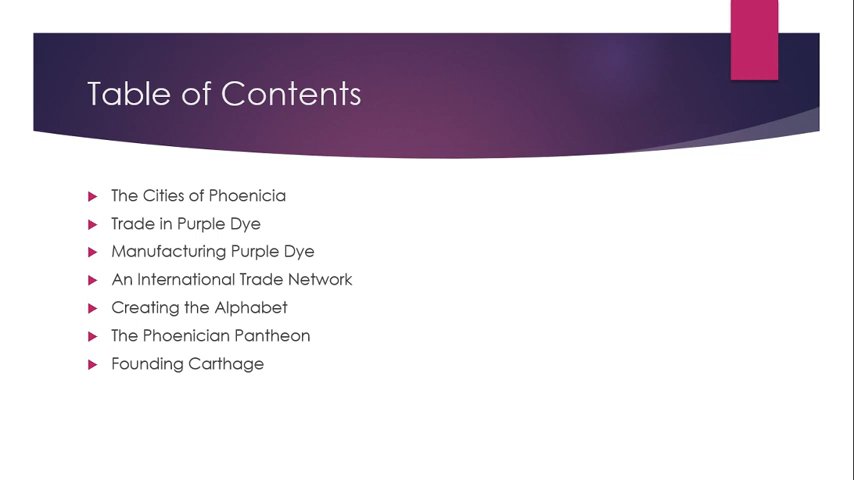 Table of Contents
The Cities of Phoenicia
Trade in Purple Dye
Manufacturing Purple Dye
An International Trade Network
Creating the Alphabet
The Phoenician Pantheon
Founding Carthage